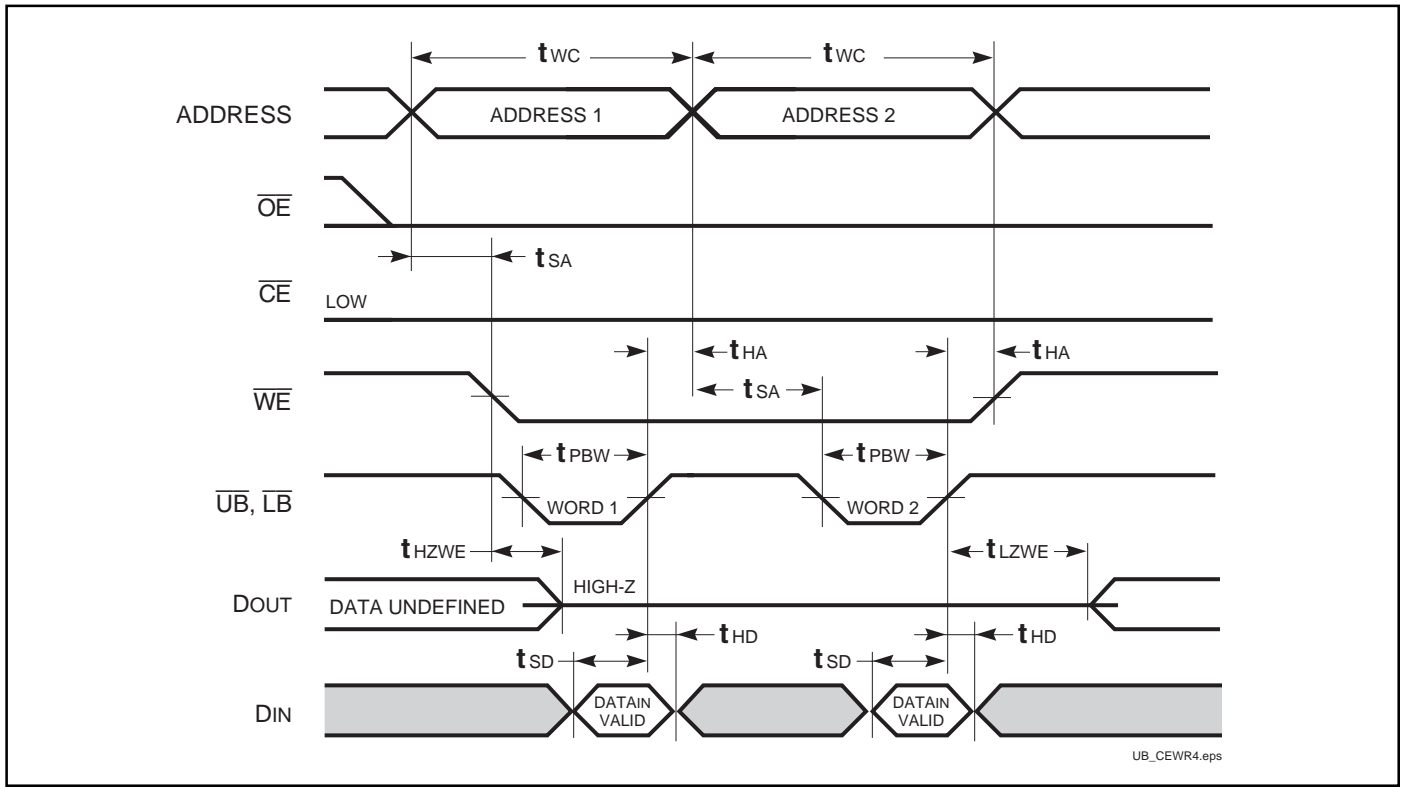 tWC tWC
ADDRESS ADDRESS 1 ADDRESS 2
OE
tSA
CE LOW
tHA tHA
WE tSA
tPBW tPBW
UB, LB WORD 1 WORD 2
tHZWE tLZWE
DOUT DATA UNDEFINED HIGH-Z
tHD tHD
tSD tSD
DIN DATAIN VALID DATAIN VALID
UB_CEWR4.eps